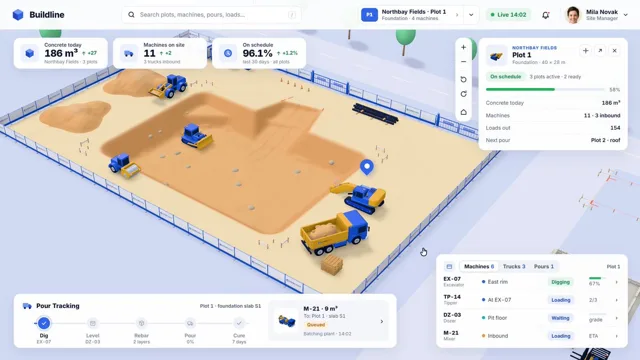 Buildline
Search plots, machines, pours, loads...
P1
Northbay Fields · Plot 1
Foundation · 4 machines
Live 14:02
Mila Novak
Site Manager
Concrete today
186 m³ ↑ +27
Northbay Fields · 3 plots
Machines on site
11 ↑ +2
3 trucks inbound
On schedule
96.1% ↑ +1.2%
last 30 days · all plots
NORTHBAY FIELDS
Plot 1
Foundation · 40 × 28 m
On schedule
3 plots active · 2 ready
58%
Concrete today 186 m³
Machines 11 · 3 inbound
Loads out 154
Next pour Plot 2 · roof
Machines 6
Trucks 3
Pours 1
Plot 1
EX-07
Excavator
East rim
Digging
67%
TP-14
Tipper
At EX-07
Loading
2/3
DZ-03
Dozer
Pit floor
Waiting
grade
M-21
Mixer
Inbound
Loading
ETA
Pour Tracking
Plot 1 · foundation slab S1
Dig
EX-07
Level
DZ-03
Rebar
2 layers
Pour
0%
Cure
7 days
M-21 · 9 m³
To: Plot 1 · slab S1
Queued
Batching plant · 14:02